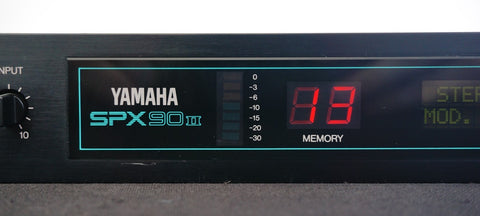 INPUT
10
YAMAHA
SPX90II
0
-3
-6
-10
-15
-20
-30
13
MEMORY
STE
MOD.